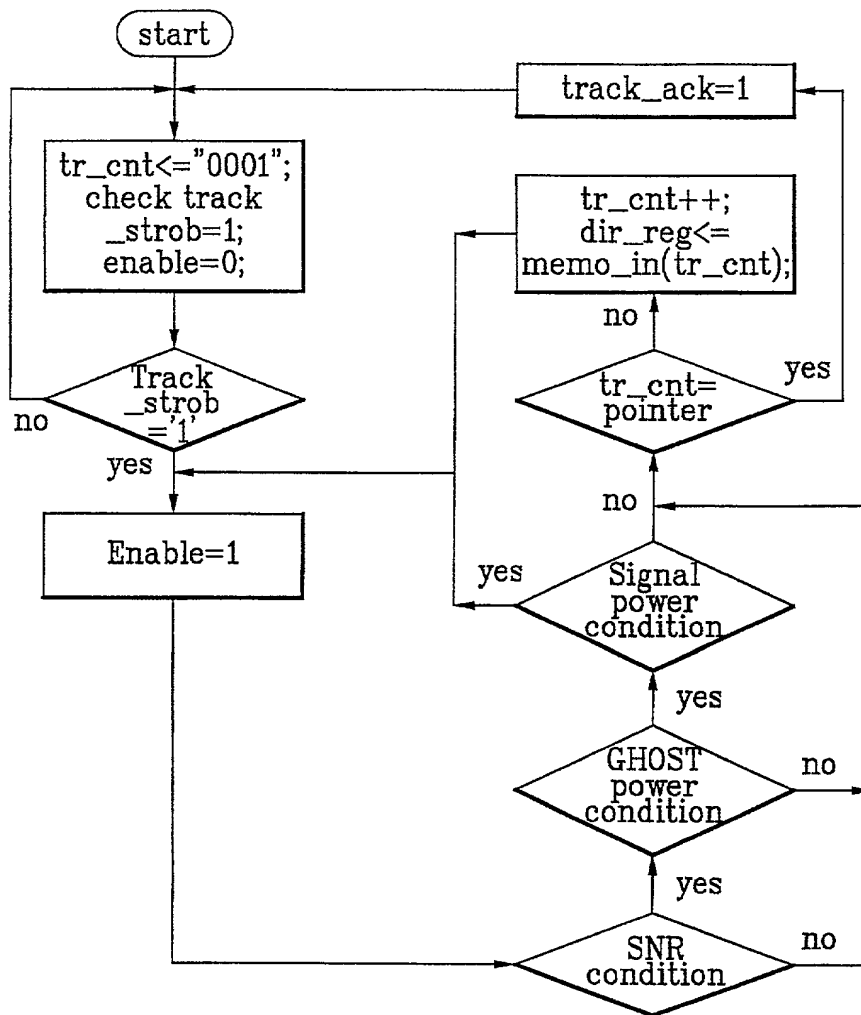 start
track_ack=1
tr_cnt<="0001";
check track
_strob=1;
enable=0;
tr_cnt++;
dir_reg<=
memo_in(tr_cnt);
no
Track
_strob
='1'
no
yes
tr_cnt=
pointer
yes
no
Enable=1
yes
Signal
power
condition
yes
GHOST
power
condition
no
yes
SNR
condition
no